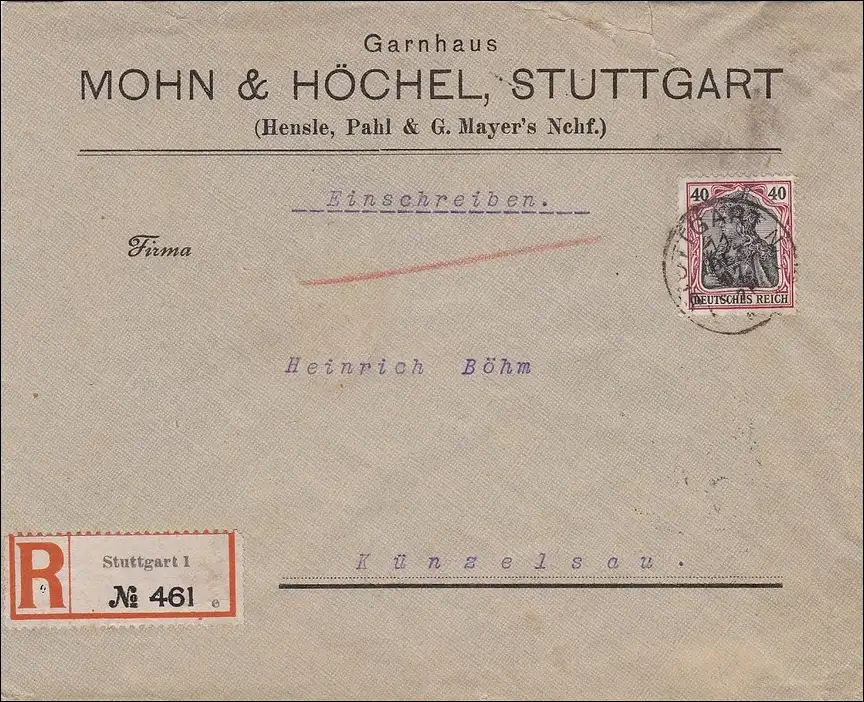 Garnhaus
MOHN & HÖCHEL, STUTTGART
(Hensle, Pahl & G. Mayer's Nchf.)
Einschreiben.
40 40
STUTTGART
DEUTSCHES REICH
Firma
Heinrich Böhm
Künzelsau.
R
Stuttgart 1
№ 461 e